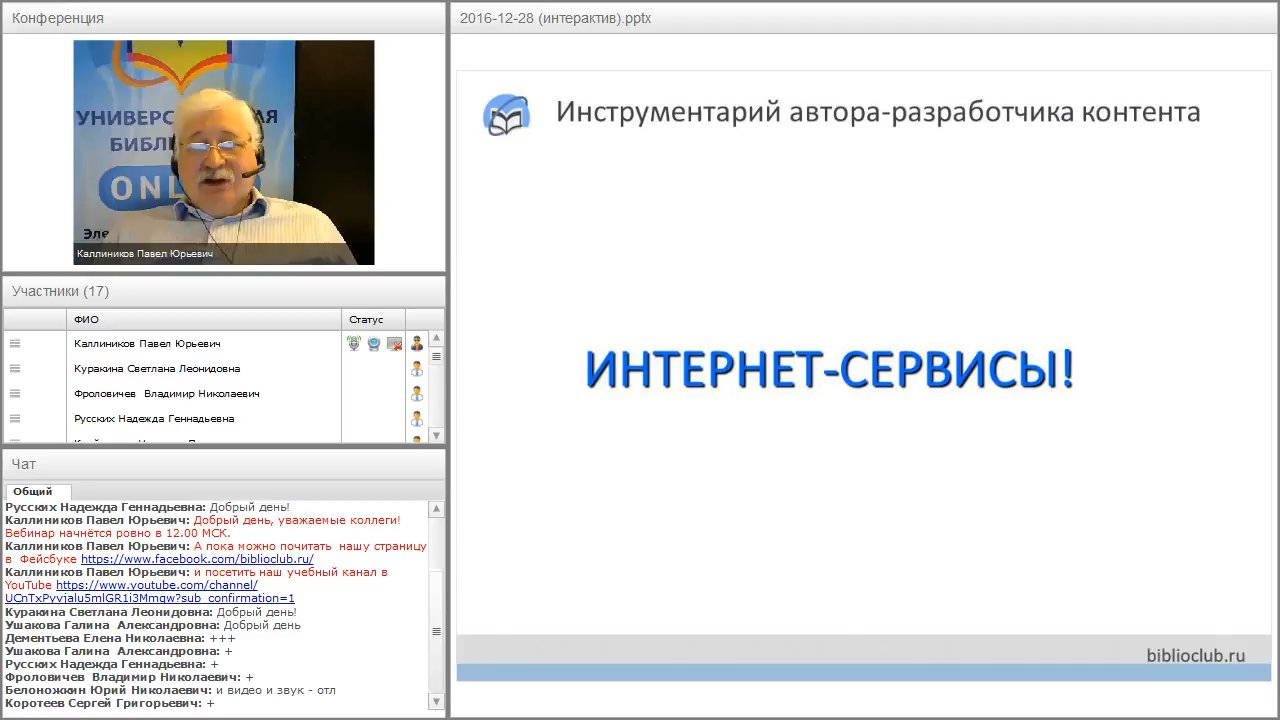 Конференция
УНИВЕРС АЯ
БИБЛИ
ONL
Эле
Каллиников Павел Юрьевич
Участники (17)
ФИО Статус
Каллиников Павел Юрьевич
Куракина Светлана Леонидовна
Фроловичев Владимир Николаевич
Русских Надежда Геннадьевна
Чат
Общий
Русских Надежда Геннадьевна: Добрый день!
Каллиников Павел Юрьевич: Добрый день, уважаемые коллеги!
Вебинар начнётся ровно в 12.00 МСК.
Каллиников Павел Юрьевич: А пока можно почитать нашу страницу
в Фейсбуке https://www.facebook.com/biblioclub.ru/
Каллиников Павел Юрьевич: и посетить наш учебный канал в
YouTube https://www.youtube.com/channel/
UCnTxPyvjalu5mlGR1i3Mmqw?sub_confirmation=1
Куракина Светлана Леонидовна: Добрый день!
Ушакова Галина Александровна: Добрый день
Дементьева Елена Николаевна: +++
Ушакова Галина Александровна: +
Русских Надежда Геннадьевна: +
Фроловичев Владимир Николаевич: +
Белоножкин Юрий Николаевич: и видео и звук - отл
Коротеев Сергей Григорьевич: +
2016-12-28 (интерактив).pptx
Инструментарий автора-разработчика контента
ИНТЕРНЕТ-СЕРВИСЫ!
biblioclub.ru